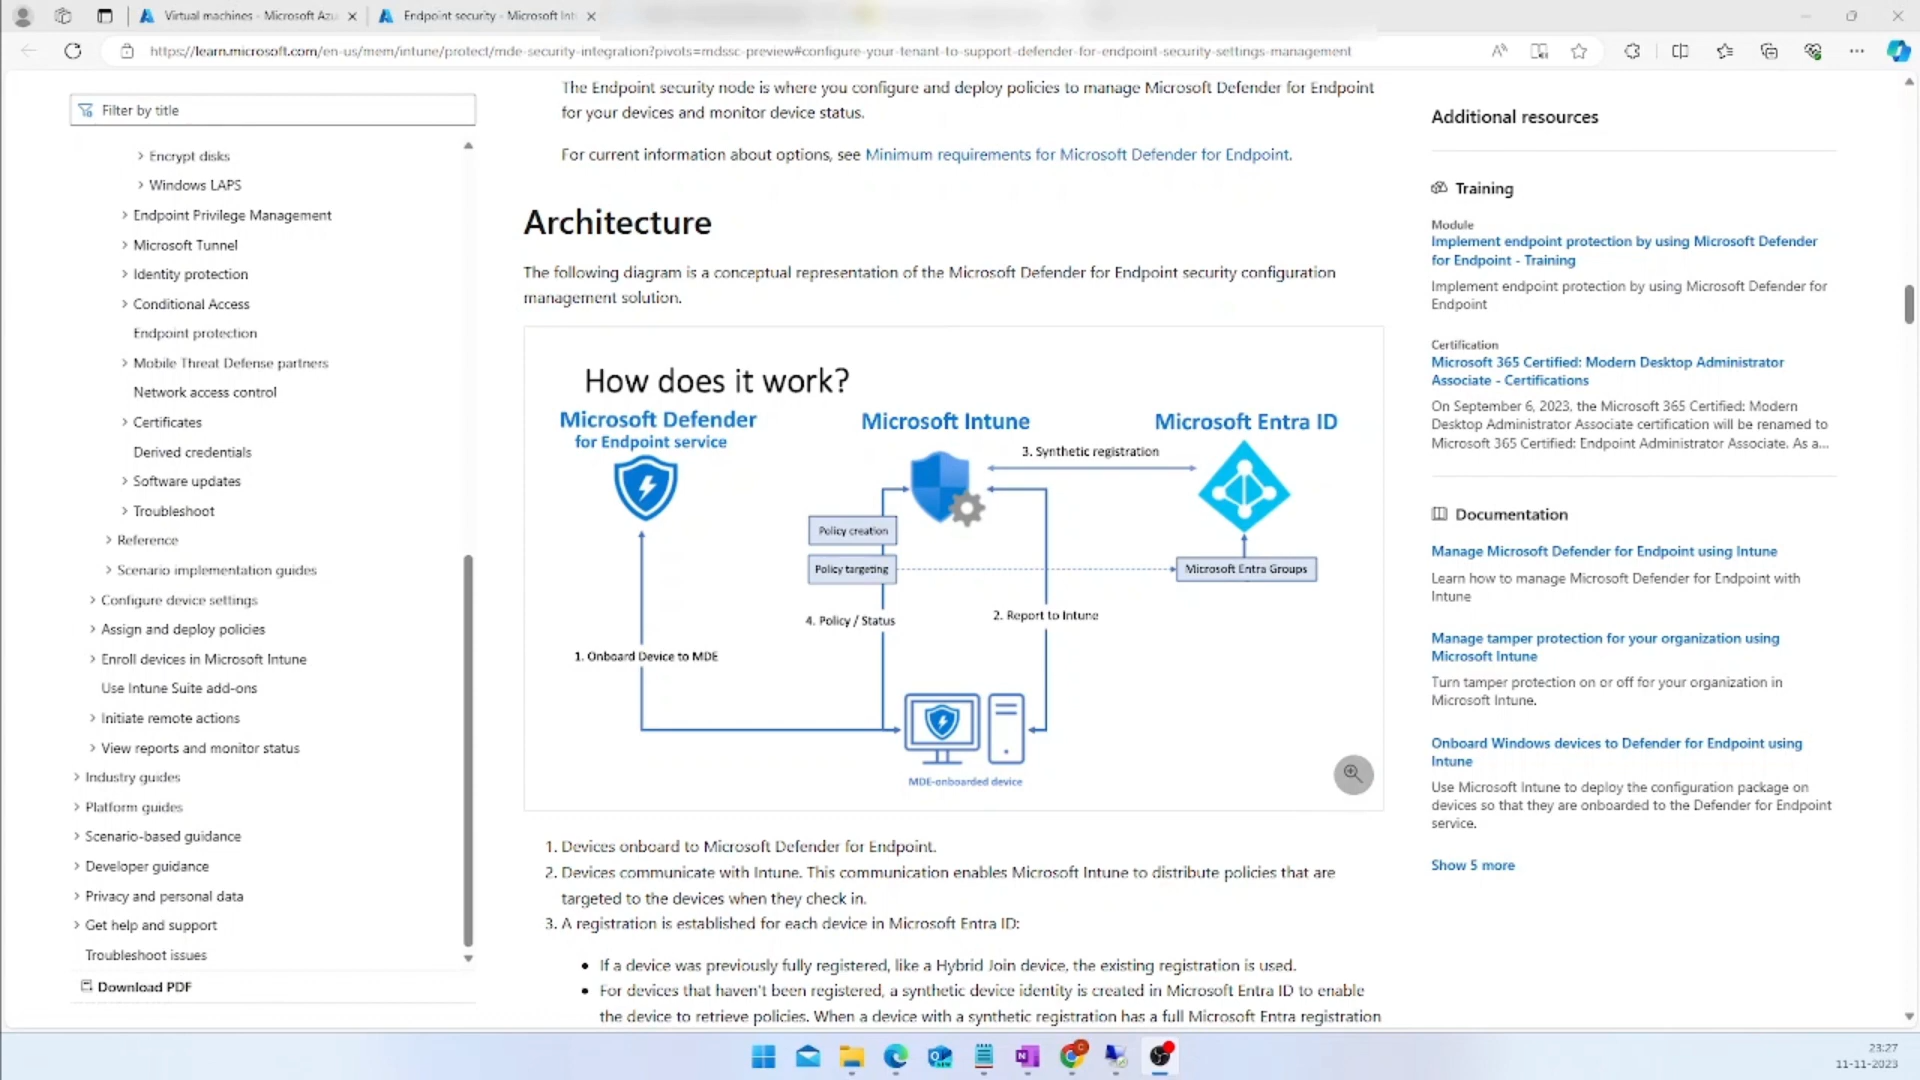 Virtual machines - Microsoft Azu
Endpoint security - Microsoft Int
https://learn.microsoft.com/en-us/mem/intune/protect/mde-security-integration?pivots=mdssc-preview#configure-your-tenant-to-support-defender-for-endpoint-security-settings-management
Filter by title
Encrypt disks
Windows LAPS
Endpoint Privilege Management
Microsoft Tunnel
Identity protection
Conditional Access
Endpoint protection
Mobile Threat Defense partners
Network access control
Certificates
Derived credentials
Software updates
Troubleshoot
Reference
Scenario implementation guides
Configure device settings
Assign and deploy policies
Enroll devices in Microsoft Intune
Use Intune Suite add-ons
Initiate remote actions
View reports and monitor status
Industry guides
Platform guides
Scenario-based guidance
Developer guidance
Privacy and personal data
Get help and support
Troubleshoot issues
Download PDF
The Endpoint security node is where you configure and deploy policies to manage Microsoft Defender for Endpoint
for your devices and monitor device status.
For current information about options, see Minimum requirements for Microsoft Defender for Endpoint.
Architecture
The following diagram is a conceptual representation of the Microsoft Defender for Endpoint security configuration
management solution.
How does it work?
Microsoft Defender
for Endpoint service
Microsoft Intune
Microsoft Entra ID
3. Synthetic registration
Policy creation
Policy targeting
Microsoft Entra Groups
4. Policy / Status
2. Report to Intune
1. Onboard Device to MDE
MDE-onboarded device
1. Devices onboard to Microsoft Defender for Endpoint.
2. Devices communicate with Intune. This communication enables Microsoft Intune to distribute policies that are
targeted to the devices when they check in.
3. A registration is established for each device in Microsoft Entra ID:
• If a device was previously fully registered, like a Hybrid Join device, the existing registration is used.
• For devices that haven't been registered, a synthetic device identity is created in Microsoft Entra ID to enable
the device to retrieve policies. When a device with a synthetic registration has a full Microsoft Entra registration
Additional resources
Training
Module
Implement endpoint protection by using Microsoft Defender
for Endpoint - Training
Implement endpoint protection by using Microsoft Defender for
Endpoint
Certification
Microsoft 365 Certified: Modern Desktop Administrator
Associate - Certifications
On September 6, 2023, the Microsoft 365 Certified: Modern
Desktop Administrator Associate certification will be renamed to
Microsoft 365 Certified: Endpoint Administrator Associate. As a...
Documentation
Manage Microsoft Defender for Endpoint using Intune
Learn how to manage Microsoft Defender for Endpoint with
Intune
Manage tamper protection for your organization using
Microsoft Intune
Turn tamper protection on or off for your organization in
Microsoft Intune.
Onboard Windows devices to Defender for Endpoint using
Intune
Use Microsoft Intune to deploy the configuration package on
devices so that they are onboarded to the Defender for Endpoint
service.
Show 5 more
23:27
11-11-2023